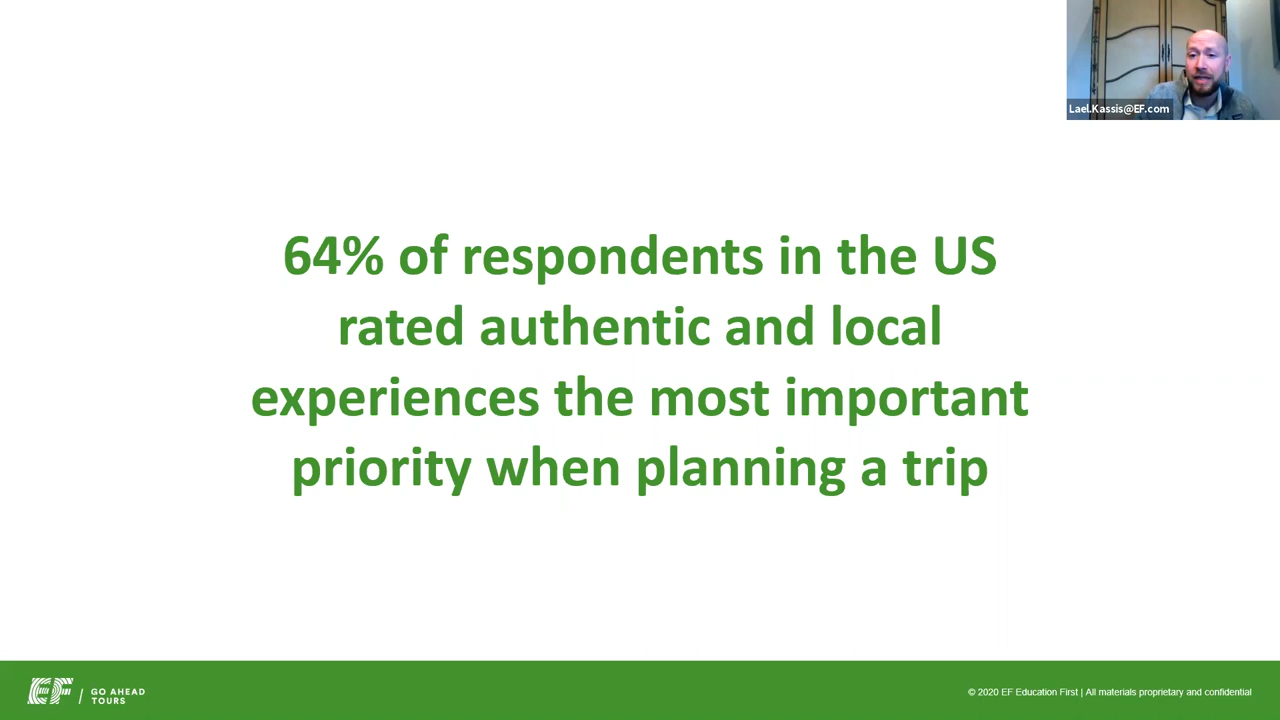 Lael.Kassis@EF.com
64% of respondents in the US
rated authentic and local
experiences the most important
priority when planning a trip
EF / GO AHEAD
TOURS
© 2020 EF Education First | All materials proprietary and confidential